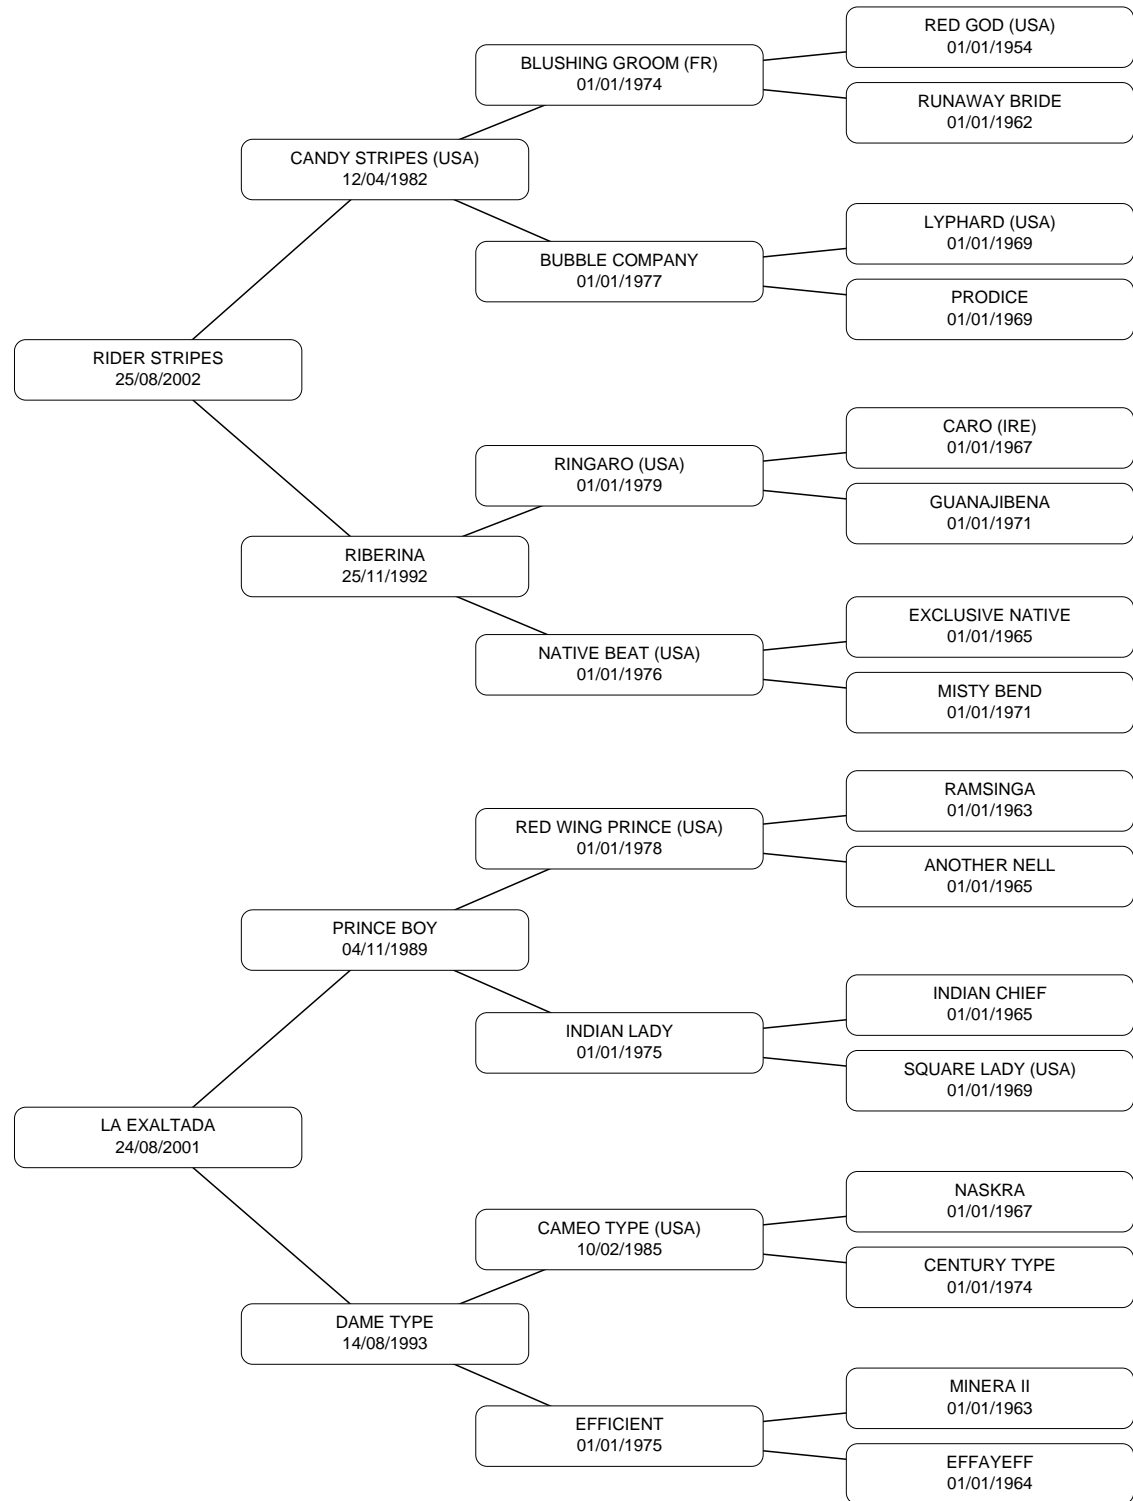 RED GOD (USA)
01/01/1954
BLUSHING GROOM (FR)
01/01/1974
RUNAWAY BRIDE
01/01/1962
CANDY STRIPES (USA)
12/04/1982
LYPHARD (USA)
01/01/1969
BUBBLE COMPANY
01/01/1977
PRODICE
01/01/1969
RIDER STRIPES
25/08/2002
CARO (IRE)
01/01/1967
RINGARO (USA)
01/01/1979
GUANAJIBENA
01/01/1971
RIBERINA
25/11/1992
EXCLUSIVE NATIVE
01/01/1965
NATIVE BEAT (USA)
01/01/1976
MISTY BEND
01/01/1971
RAMSINGA
01/01/1963
RED WING PRINCE (USA)
01/01/1978
ANOTHER NELL
01/01/1965
PRINCE BOY
04/11/1989
INDIAN CHIEF
01/01/1965
INDIAN LADY
01/01/1975
SQUARE LADY (USA)
01/01/1969
LA EXALTADA
24/08/2001
NASKRA
01/01/1967
CAMEO TYPE (USA)
10/02/1985
CENTURY TYPE
01/01/1974
DAME TYPE
14/08/1993
MINERA II
01/01/1963
EFFICIENT
01/01/1975
EFFAYEFF
01/01/1964